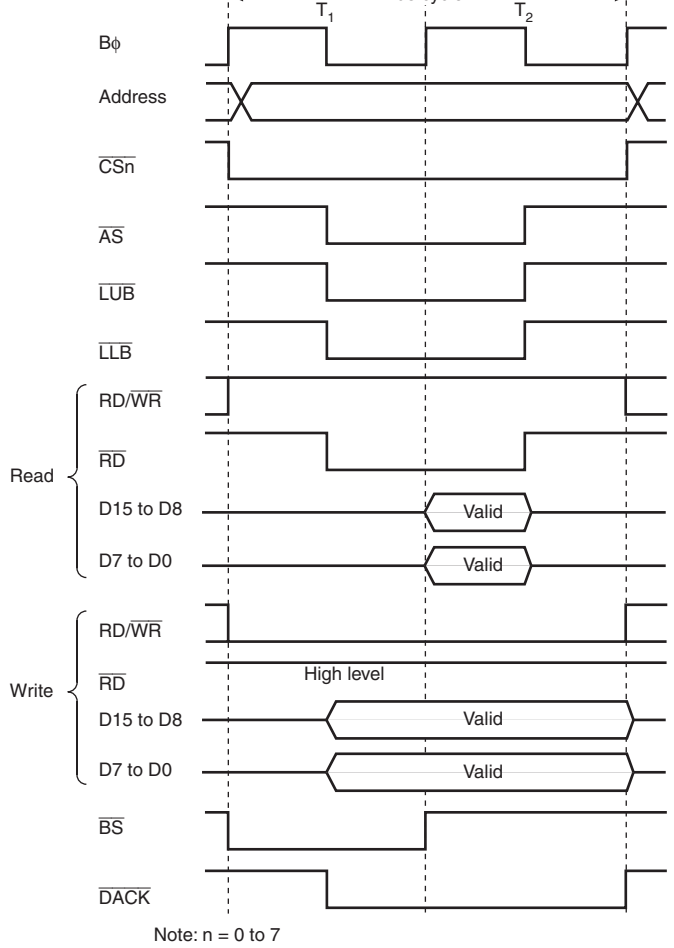 T1 T2
Bφ
Address
CSn
AS
LUB
LLB
RD/WR
Read
RD
D15 to D8 Valid
D7 to D0 Valid
RD/WR
High level
Write
RD
D15 to D8 Valid
D7 to D0 Valid
BS
DACK
Note: n = 0 to 7